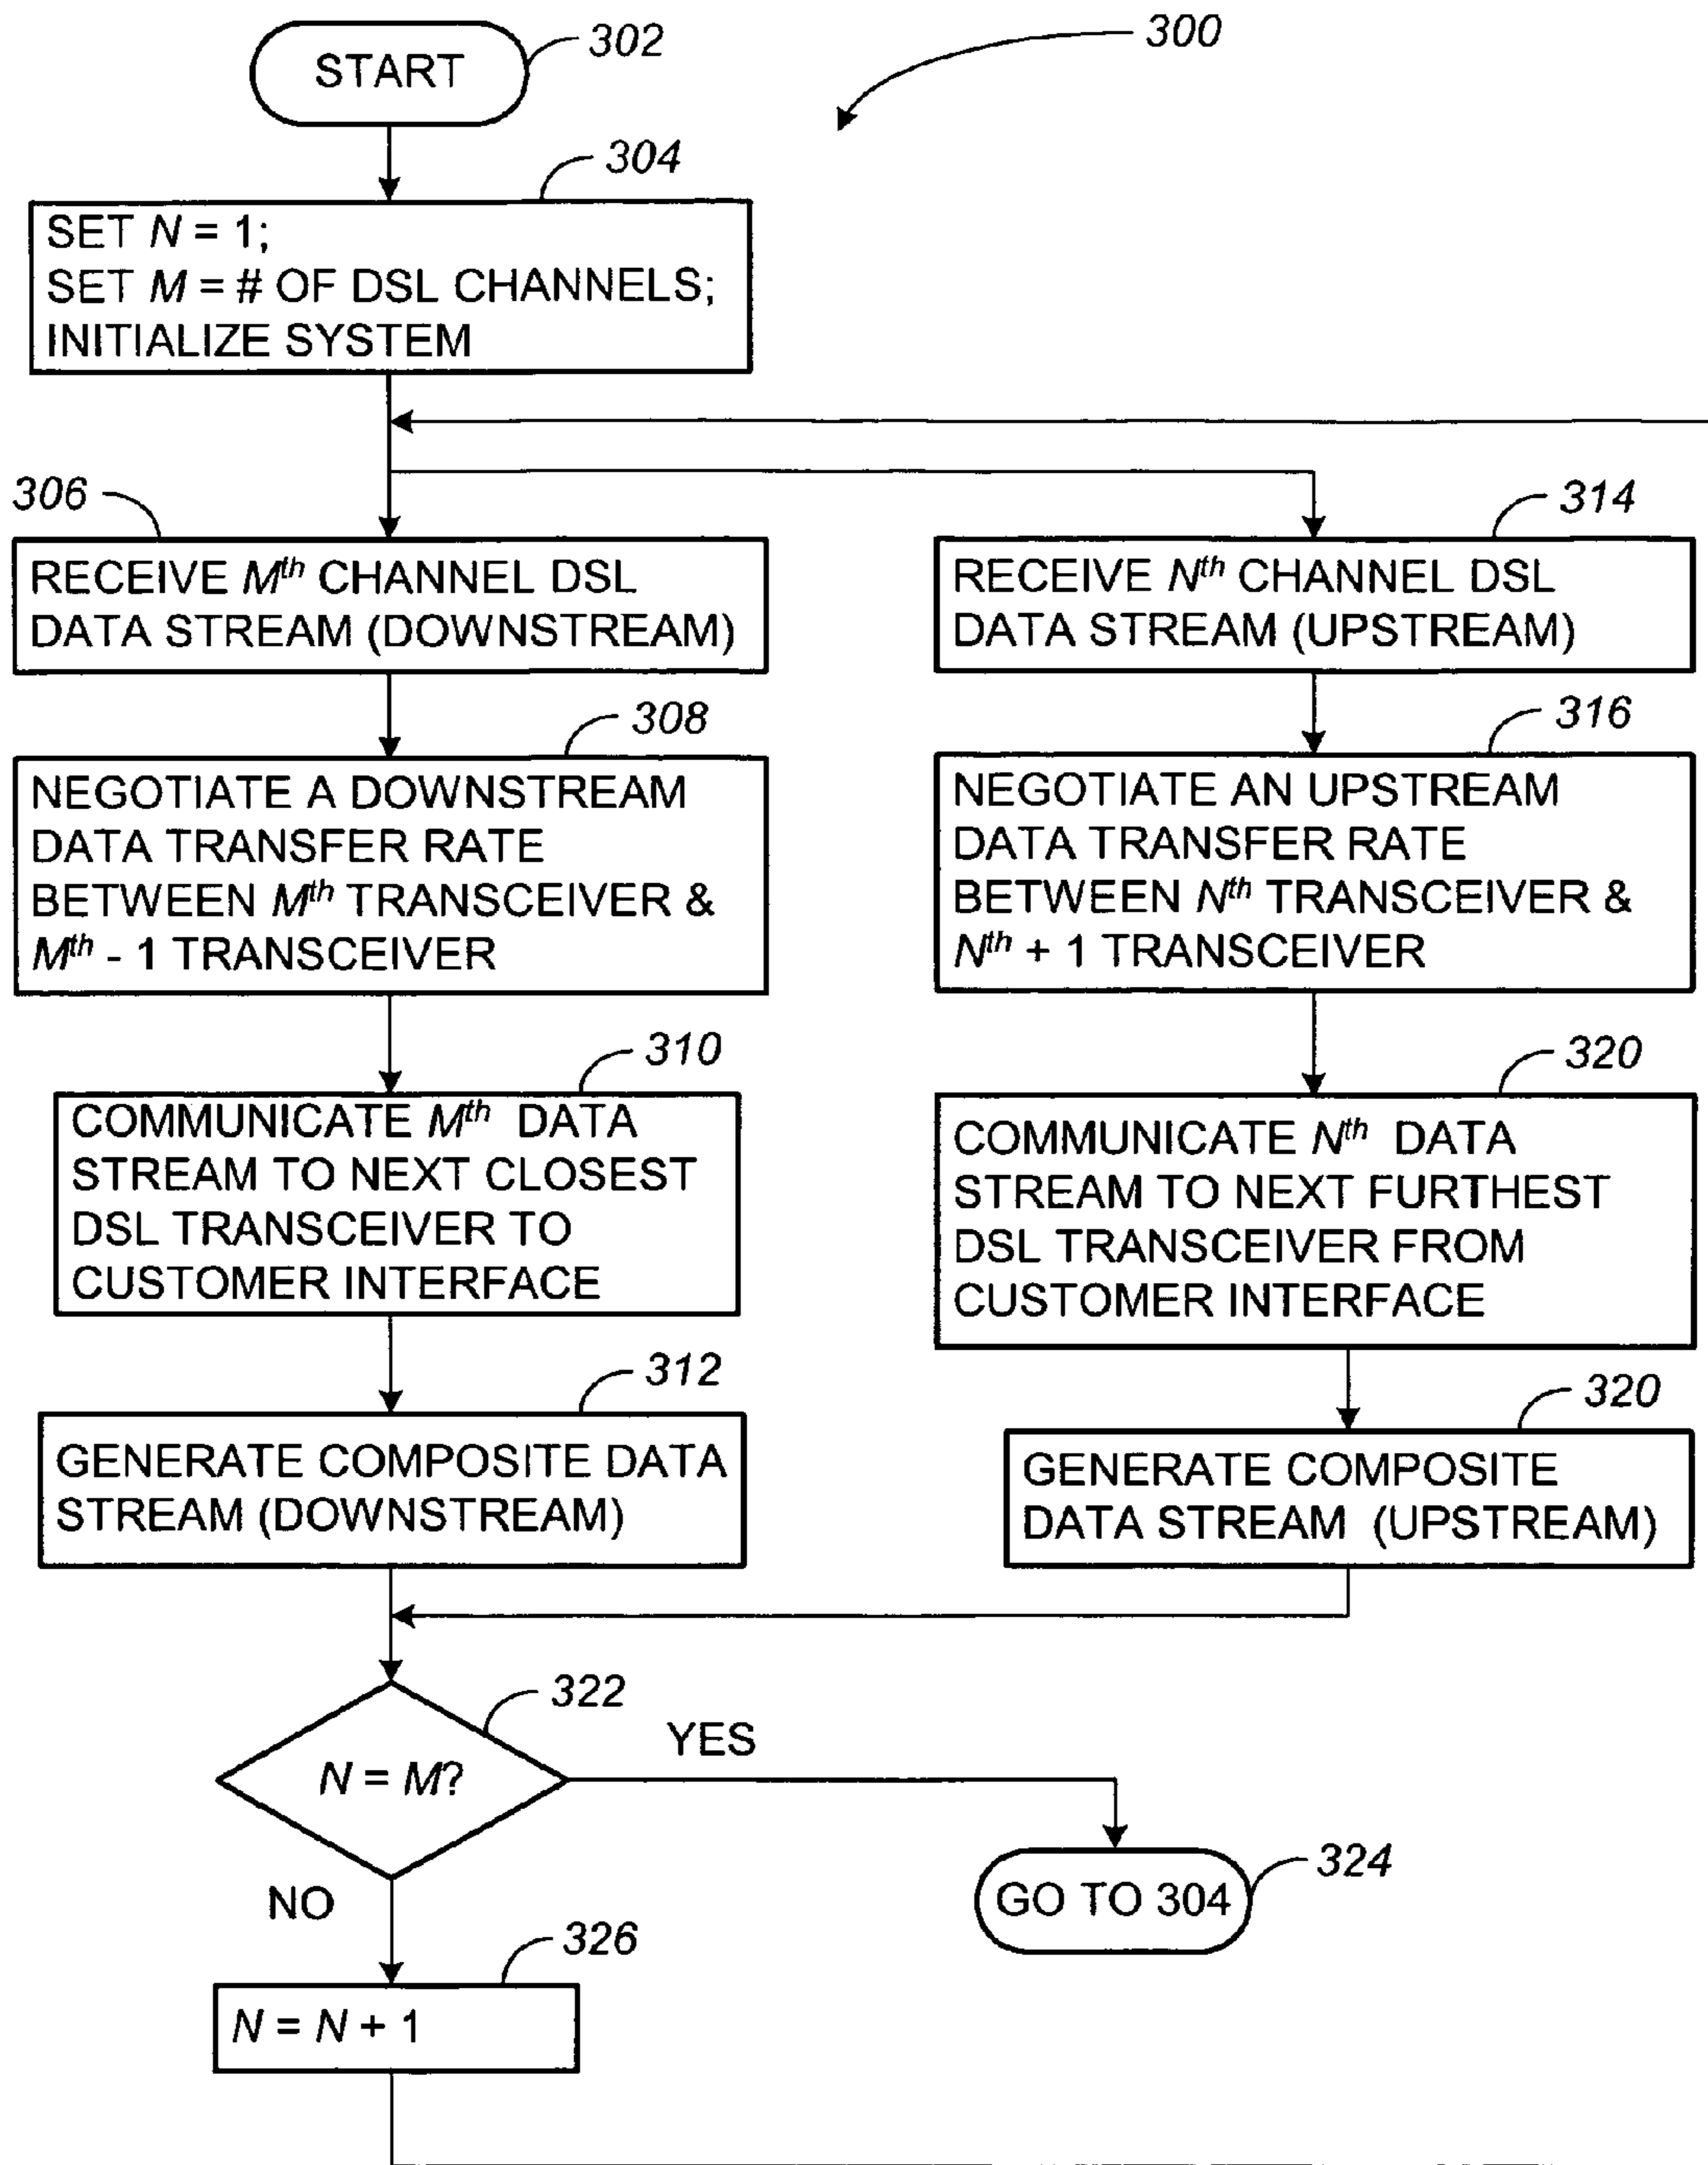 302
300
START
304
SET N = 1;
SET M = # OF DSL CHANNELS;
INITIALIZE SYSTEM
306
314
RECEIVE Mth CHANNEL DSL
DATA STREAM (DOWNSTREAM)
RECEIVE Nth CHANNEL DSL
DATA STREAM (UPSTREAM)
308
316
NEGOTIATE A DOWNSTREAM
DATA TRANSFER RATE
BETWEEN Mth TRANSCEIVER &
Mth - 1 TRANSCEIVER
NEGOTIATE AN UPSTREAM
DATA TRANSFER RATE
BETWEEN Nth TRANSCEIVER &
Nth + 1 TRANSCEIVER
310
320
COMMUNICATE Mth DATA
STREAM TO NEXT CLOSEST
DSL TRANSCEIVER TO
CUSTOMER INTERFACE
COMMUNICATE Nth DATA
STREAM TO NEXT FURTHEST
DSL TRANSCEIVER FROM
CUSTOMER INTERFACE
312
320
GENERATE COMPOSITE DATA
STREAM (DOWNSTREAM)
GENERATE COMPOSITE
DATA STREAM (UPSTREAM)
322
YES
N = M?
324
GO TO 304
NO
326
N = N + 1